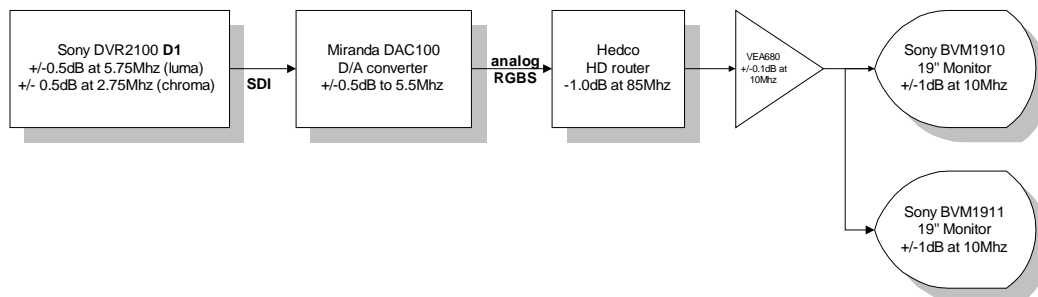 Sony DVR2100 D1
+/-0.5dB at 5.75Mhz (luma)
+/- 0.5dB at 2.75Mhz (chroma)
SDI
Miranda DAC100
D/A converter
+/-0.5dB to 5.5Mhz
analog
RGBS
Hedco
HD router
-1.0dB at 85Mhz
VEA680
+/-0.1dB at
10Mhz
Sony BVM1910
19" Monitor
+/-1dB at 10Mhz
Sony BVM1911
19" Monitor
+/-1dB at 10Mhz